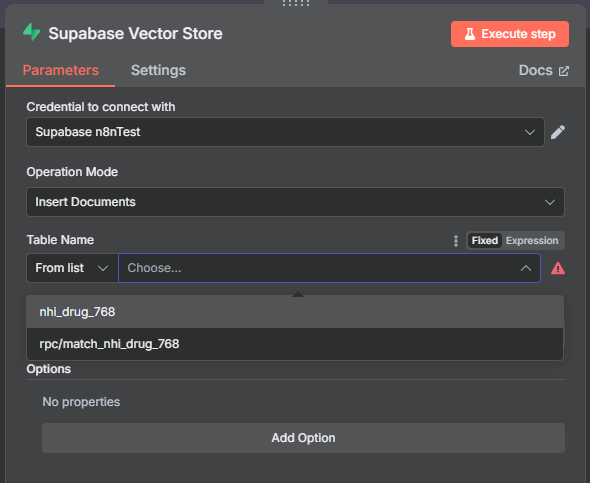 Supabase Vector Store
Execute step
Parameters
Settings
Docs
Credential to connect with
Supabase n8nTest
Operation Mode
Insert Documents
Table Name
Fixed
Expression
From list
Choose...
nhi_drug_768
rpc/match_nhi_drug_768
Options
No properties
Add Option